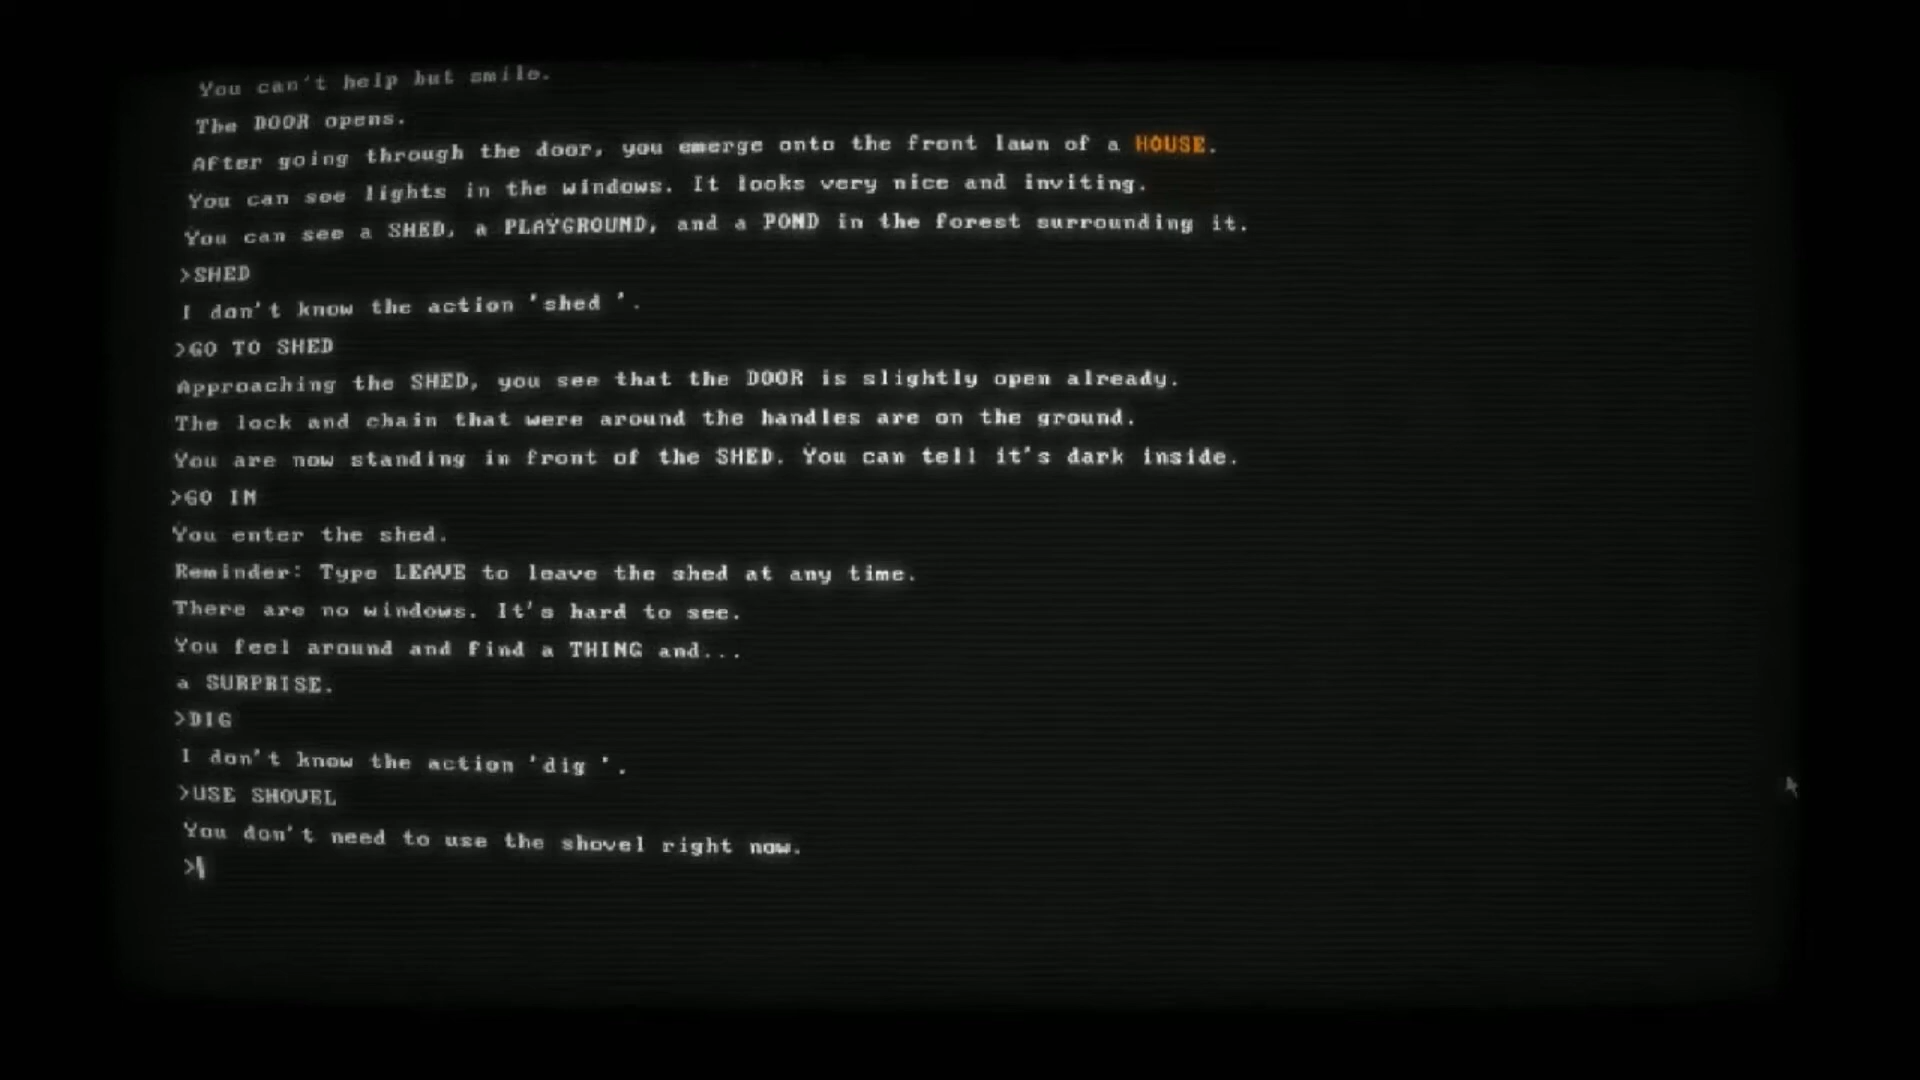 You can't help but smile.
The DOOR opens.
After going through the door, you emerge onto the front lawn of a HOUSE.
You can see lights in the windows. It looks very nice and inviting.
You can see a SHED, a PLAYGROUND, and a POND in the forest surrounding it.
>SHED
I don't know the action 'shed '.
>GO TO SHED
Approaching the SHED, you see that the DOOR is slightly open already.
The lock and chain that were around the handles are on the ground.
You are now standing in front of the SHED. You can tell it's dark inside.
>GO IN
You enter the shed.
Reminder: Type LEAVE to leave the shed at any time.
There are no windows. It's hard to see.
You feel around and find a THING and...
a SURPRISE.
>DIG
I don't know the action 'dig '.
>USE SHOVEL
You don't need to use the shovel right now.
>